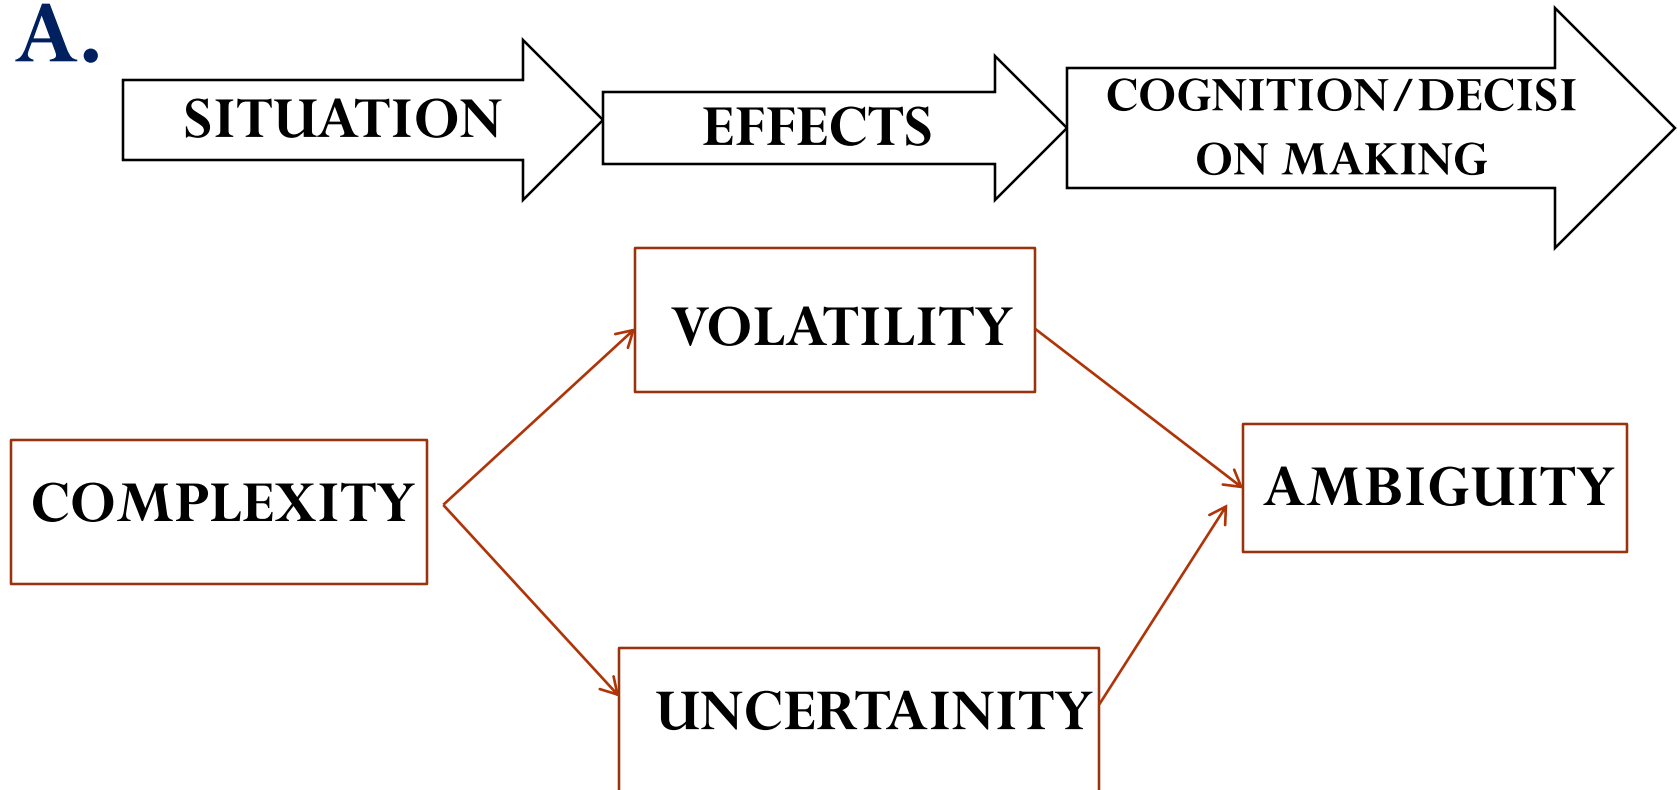 A.
SITUATION
EFFECTS
COGNITION/DECISI
ON MAKING
VOLATILITY
COMPLEXITY
AMBIGUITY
UNCERTAINITY